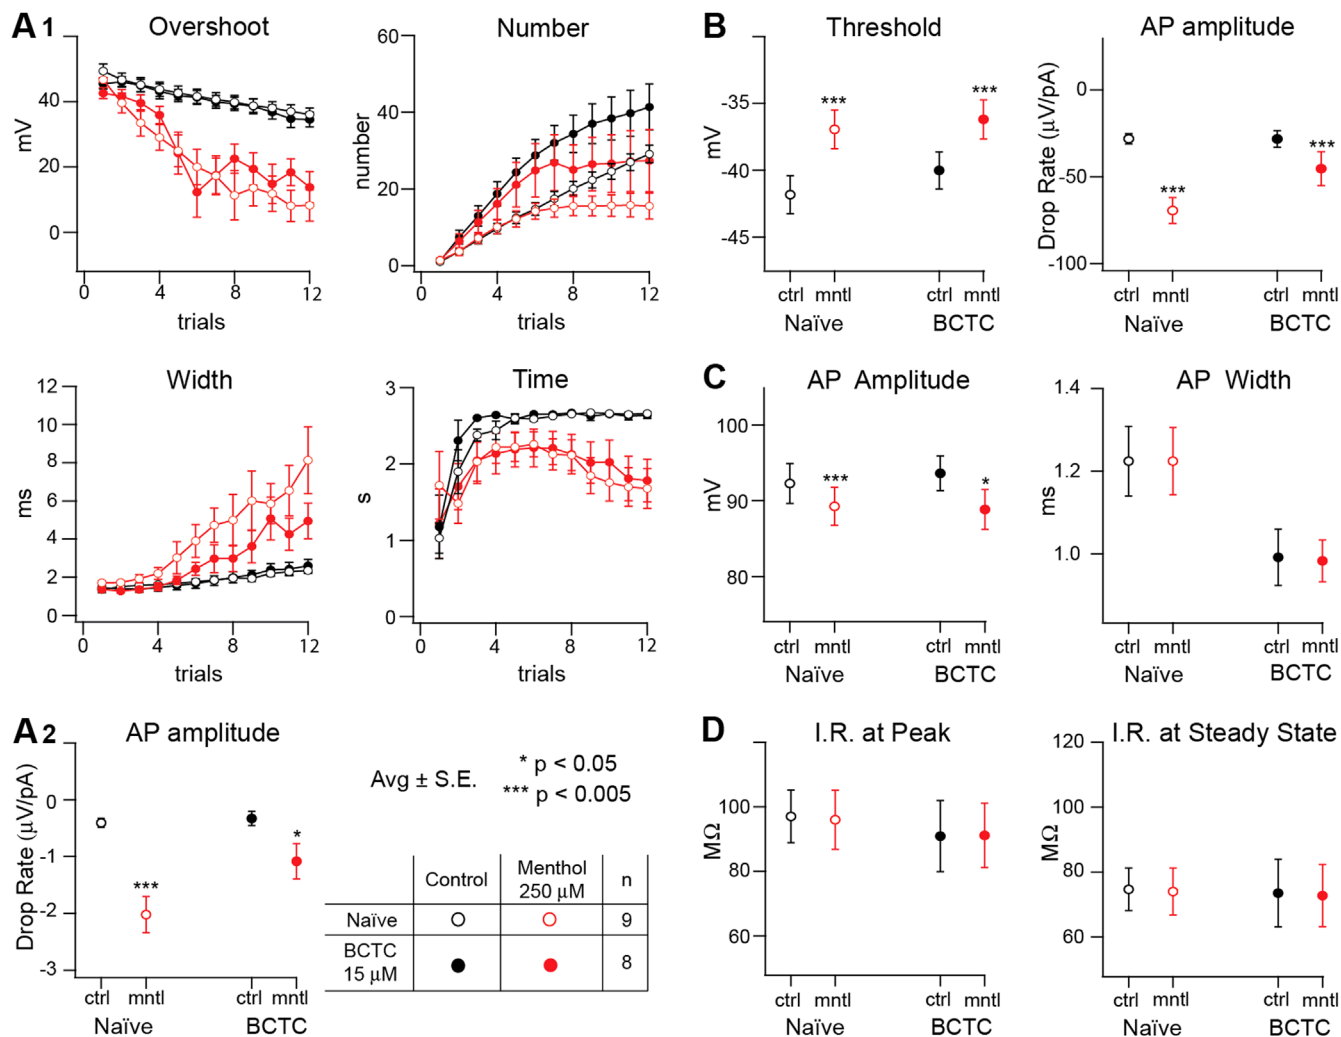 A1
Overshoot
mV
60
40
20
0
0 4 8 12
trials
Number
number
60
40
20
0
0 4 8 12
trials
Width
ms
12
10
8
6
4
2
0
0 4 8 12
trials
Time
s
3
2
1
0
0 4 8 12
trials
A2
AP amplitude
Drop Rate (µV/pA)
0
-1
-2
-3
***
*
ctrl mntl ctrl mntl
Naïve BCTC
Avg ± S.E.
* p < 0.05
*** p < 0.005
Control Menthol 250 µM n
Naïve 9
BCTC 15 µM 8
B
Threshold
mV
-35
-40
-45
***
***
ctrl mntl ctrl mntl
Naïve BCTC
AP amplitude
Drop Rate (µV/pA)
0
-50
-100
***
***
ctrl mntl ctrl mntl
Naïve BCTC
C
AP Amplitude
mV
100
90
80
***
*
ctrl mntl ctrl mntl
Naïve BCTC
AP Width
ms
1.4
1.2
1.0
ctrl mntl ctrl mntl
Naïve BCTC
D
I.R. at Peak
MΩ
100
80
60
ctrl mntl ctrl mntl
Naïve BCTC
I.R. at Steady State
MΩ
120
100
80
60
ctrl mntl ctrl mntl
Naïve BCTC